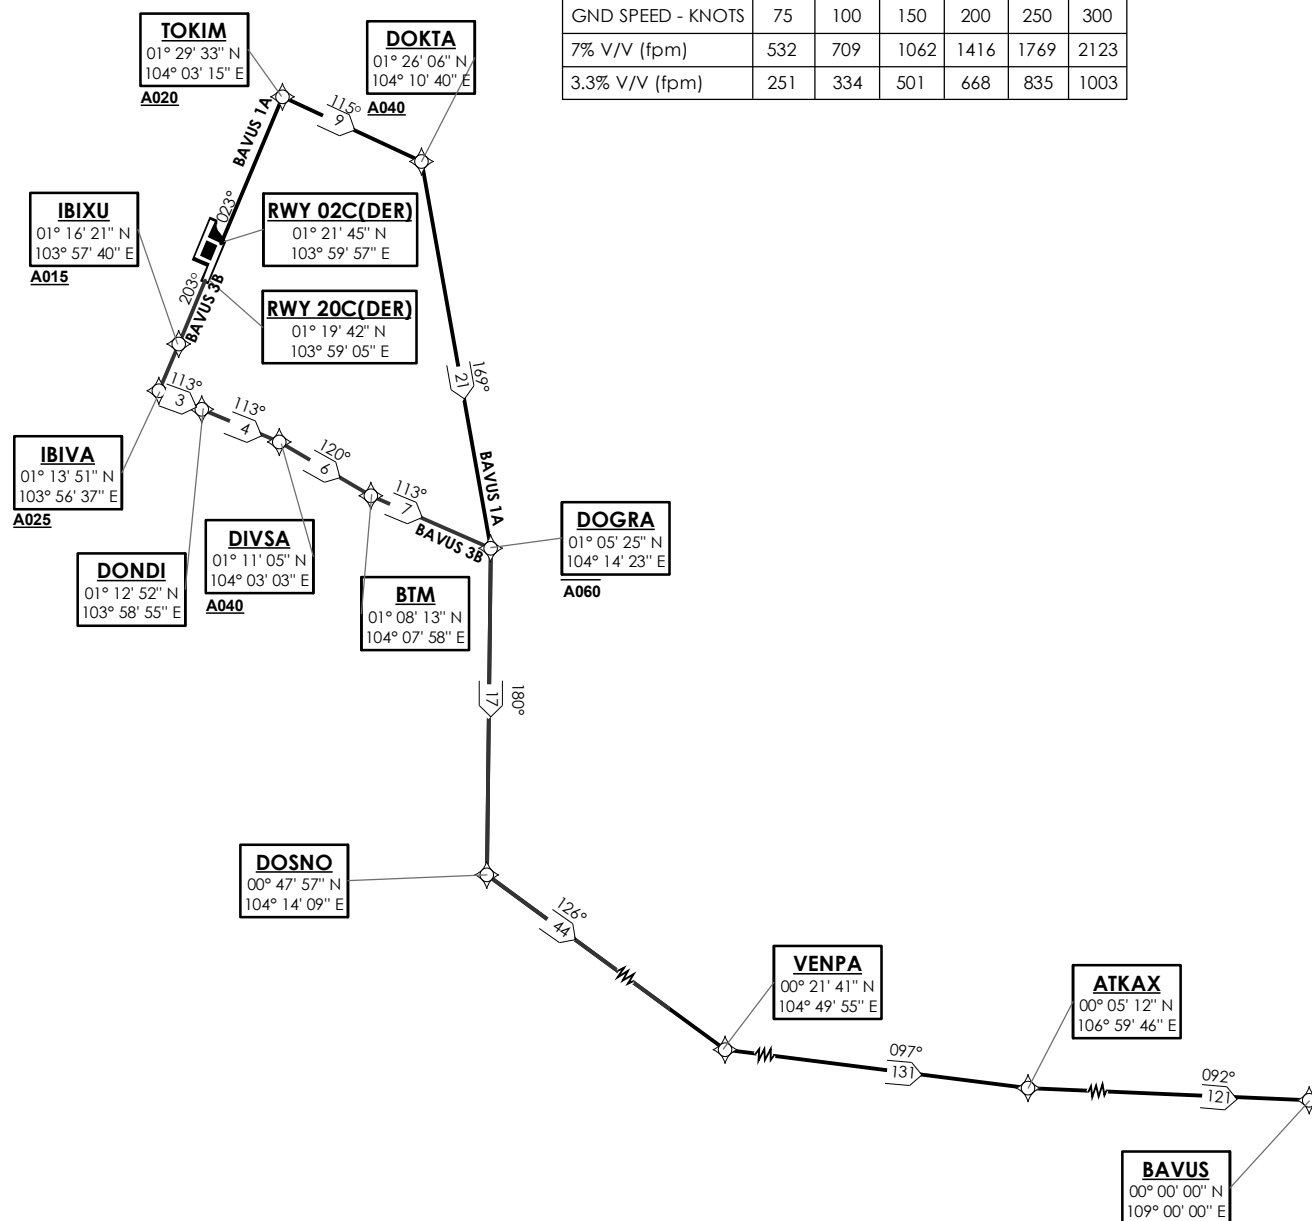 GND SPEED - KNOTS 75 100 150 200 250 300
7% V/V (fpm) 532 709 1062 1416 1769 2123
3.3% V/V (fpm) 251 334 501 668 835 1003
TOKIM
01° 29' 33" N
104° 03' 15" E
A020
DOKTA
01° 26' 06" N
104° 10' 40" E
A040
115°
9
BAVUS 1A
023°
IBIXU
01° 16' 21" N
103° 57' 40" E
A015
RWY 02C(DER)
01° 21' 45" N
103° 59' 57" E
203°
BAVUS 3B
RWY 20C(DER)
01° 19' 42" N
103° 59' 05" E
169°
21
113°
3
113°
4
120°
6
113°
7
BAVUS 3B
BAVUS 1A
IBIVA
01° 13' 51" N
103° 56' 37" E
A025
DONDI
01° 12' 52" N
103° 58' 55" E
DIVSA
01° 11' 05" N
104° 03' 03" E
A040
BTM
01° 08' 13" N
104° 07' 58" E
DOGRA
01° 05' 25" N
104° 14' 23" E
A060
180°
17
DOSNO
00° 47' 57" N
104° 14' 09" E
126°
44
VENPA
00° 21' 41" N
104° 49' 55" E
097°
131
ATKAX
00° 05' 12" N
106° 59' 46" E
092°
121
BAVUS
00° 00' 00" N
109° 00' 00" E